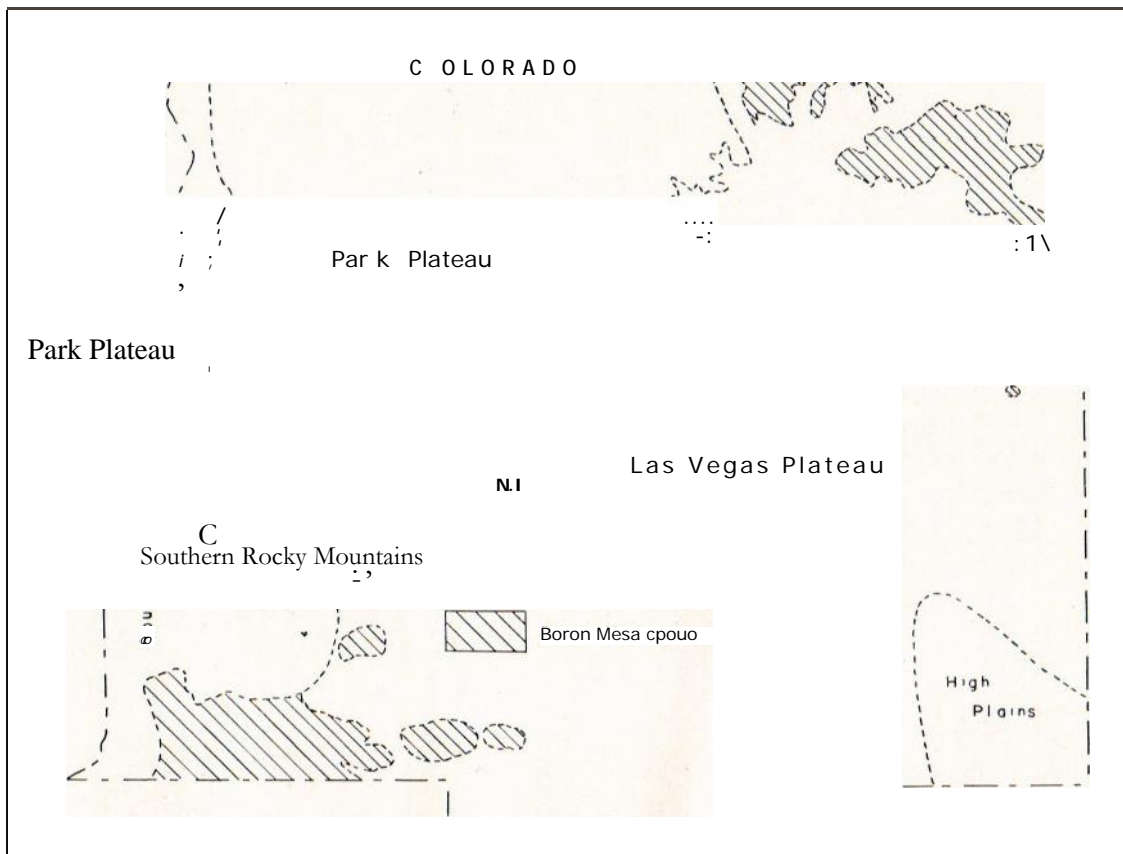 C OLORADO
Par k Plateau
Park Plateau
Las Vegas Plateau
N.I
C
Southern Rocky Mountains
Boron Mesa cpouo
High
Plains